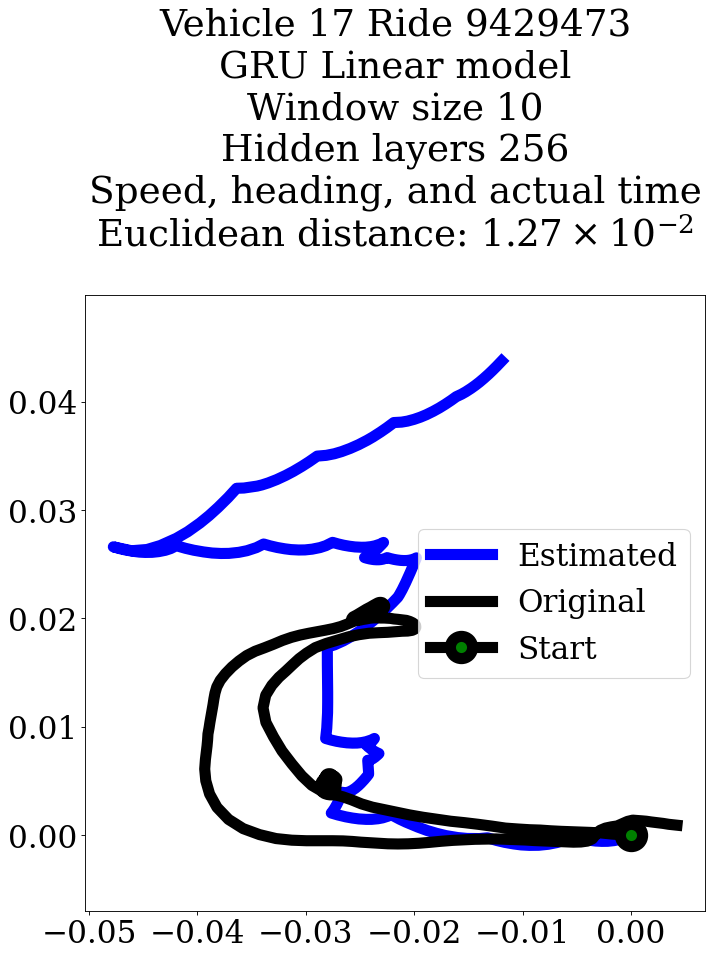 Vehicle 17 Ride 9429473
GRU Linear model
Window size 10
Hidden layers 256
Speed, heading, and actual time
Euclidean distance: 1.27 × 10⁻²
0.04
0.03
0.02
0.01
0.00
Estimated
Original
Start
−0.05 −0.04 −0.03 −0.02 −0.01 0.00